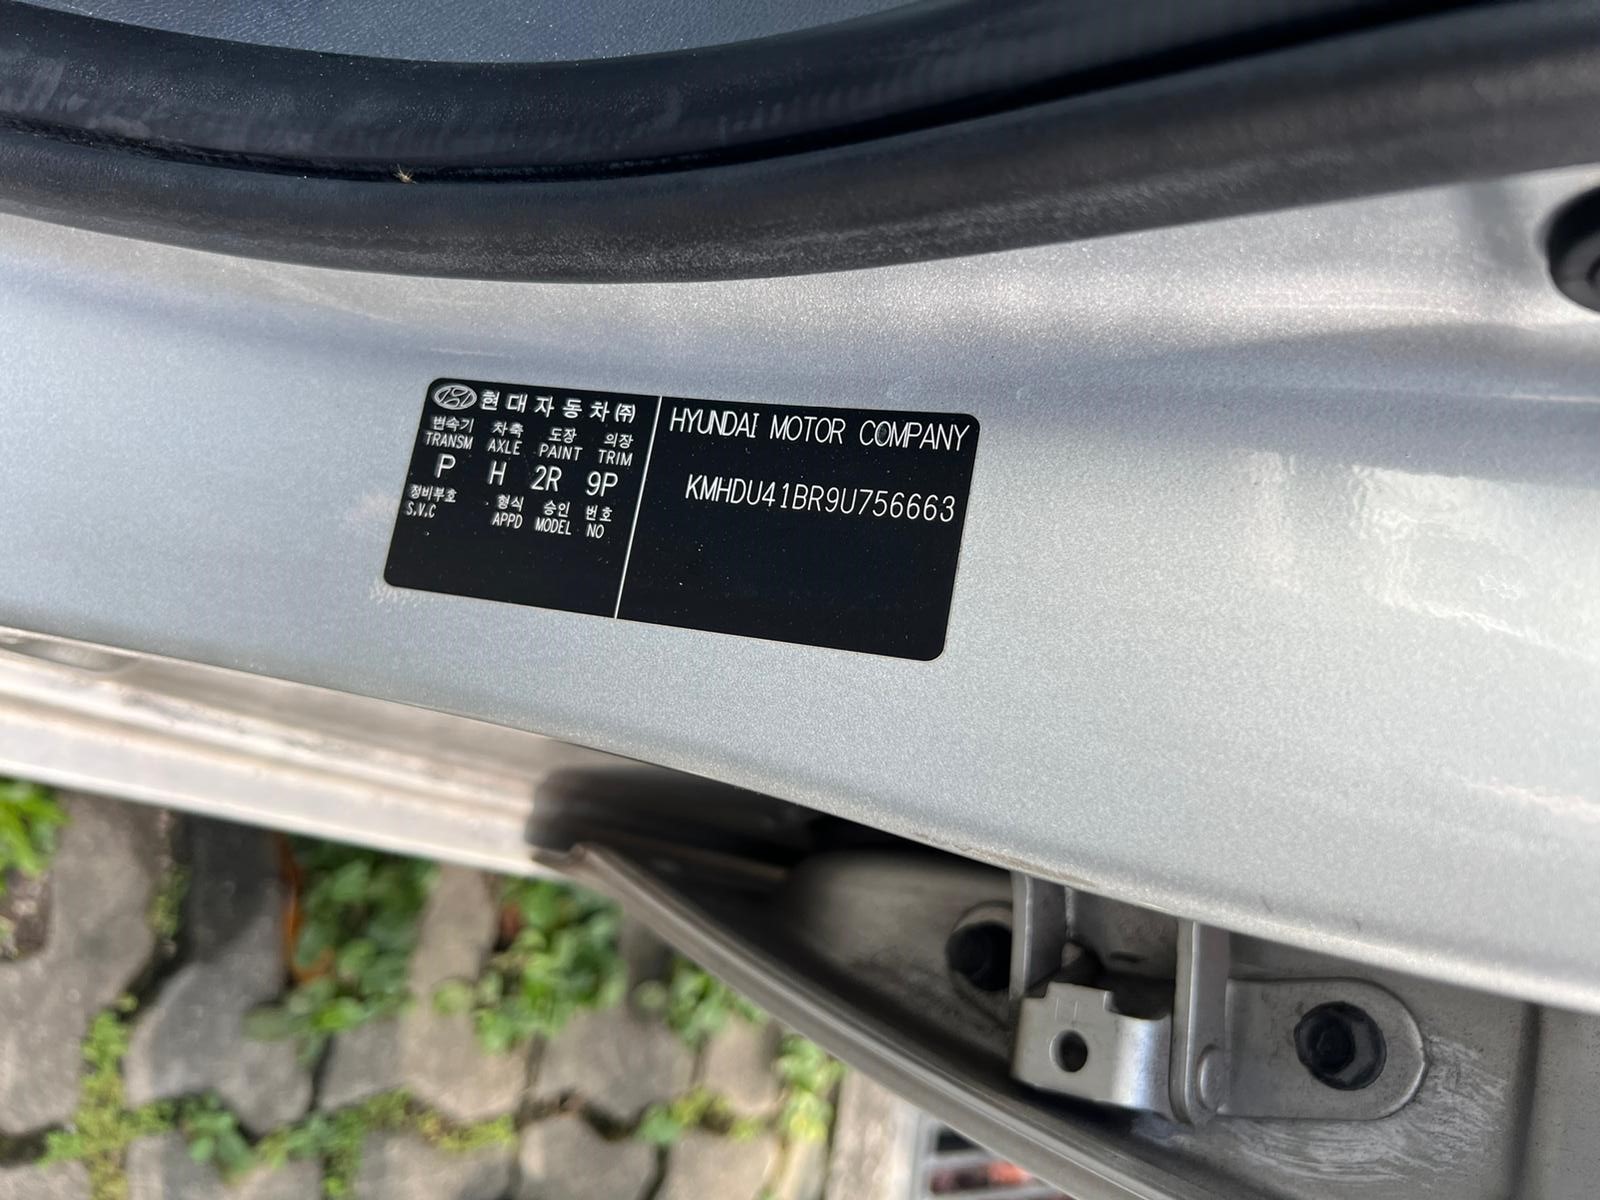 현대자동차(주)
변속기 차축 도장 의장
TRANSM AXLE PAINT TRIM
P H 2R 9P
정비부호 형식 승인 번호
S.V.C APPD MODEL NO
HYUNDAI MOTOR COMPANY
KMHDU41BR9U756663